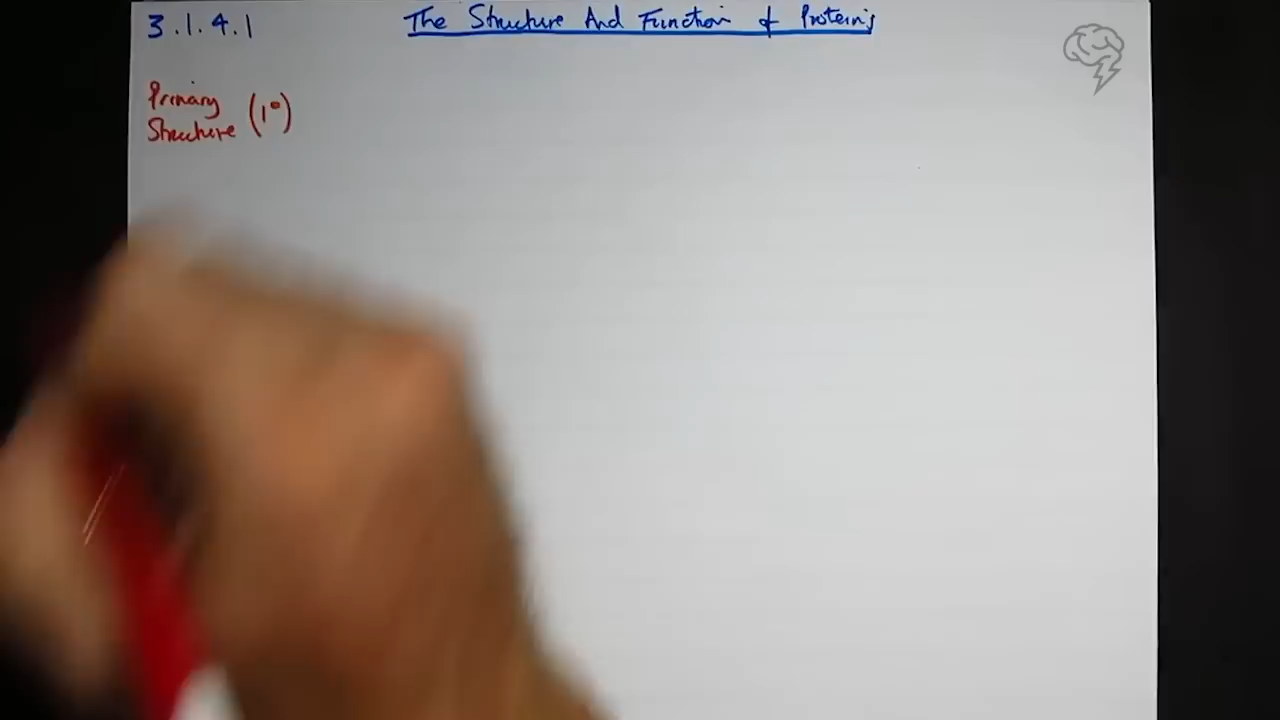 3.1.4.1 The Structure And Function of Proteins
Primary
Structure (1°)